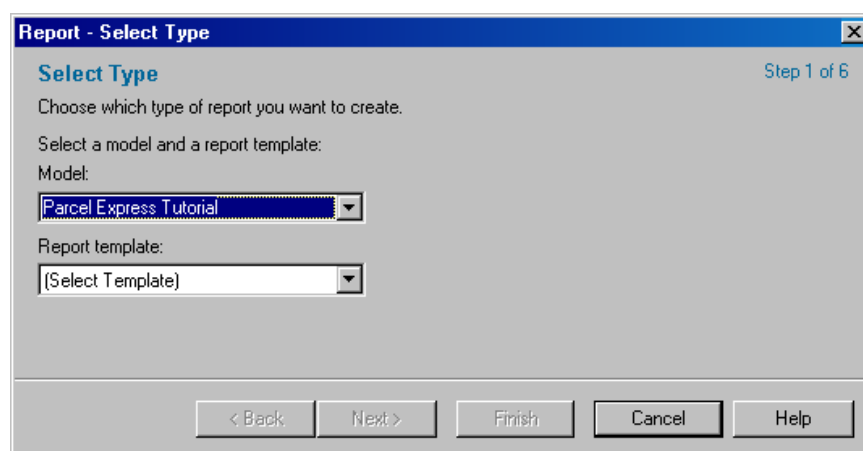 Report - Select Type
Select Type
Step 1 of 6
Choose which type of report you want to create.
Select a model and a report template:
Model:
Parcel Express Tutorial
Report template:
(Select Template)
< Back
Next >
Finish
Cancel
Help